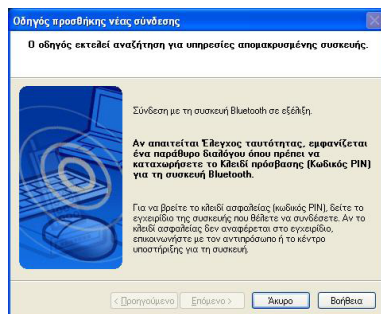 Οδηγός προσθήκης νέας σύνδεσης
Ο οδηγός εκτελεί αναζήτηση για υπηρεσίες απομακρυσμένης συσκευής.
Σύνδεση με τη συσκευή Bluetooth σε εξέλιξη.
Αν απαιτείται Έλεγχος ταυτότητας, εμφανίζεται
ένα παράθυρο διαλόγου όπου πρέπει να
καταχωρήσετε το Κλειδί πρόσβασης (Κωδικός PIN)
για τη συσκευή Bluetooth.
Για να βρείτε το κλειδί ασφαλείας (κωδικός PIN), δείτε το
εγχειρίδιο της συσκευής που θέλετε να συνδέσετε. Αν το
κλειδί ασφαλείας δεν αναφέρεται στο εγχειρίδιο,
επικοινωνήστε με τον αντιπρόσωπο ή το κέντρο
υποστήριξης για τη συσκευή.
< Προηγούμενο Επόμενο > Άκυρο Βοήθεια